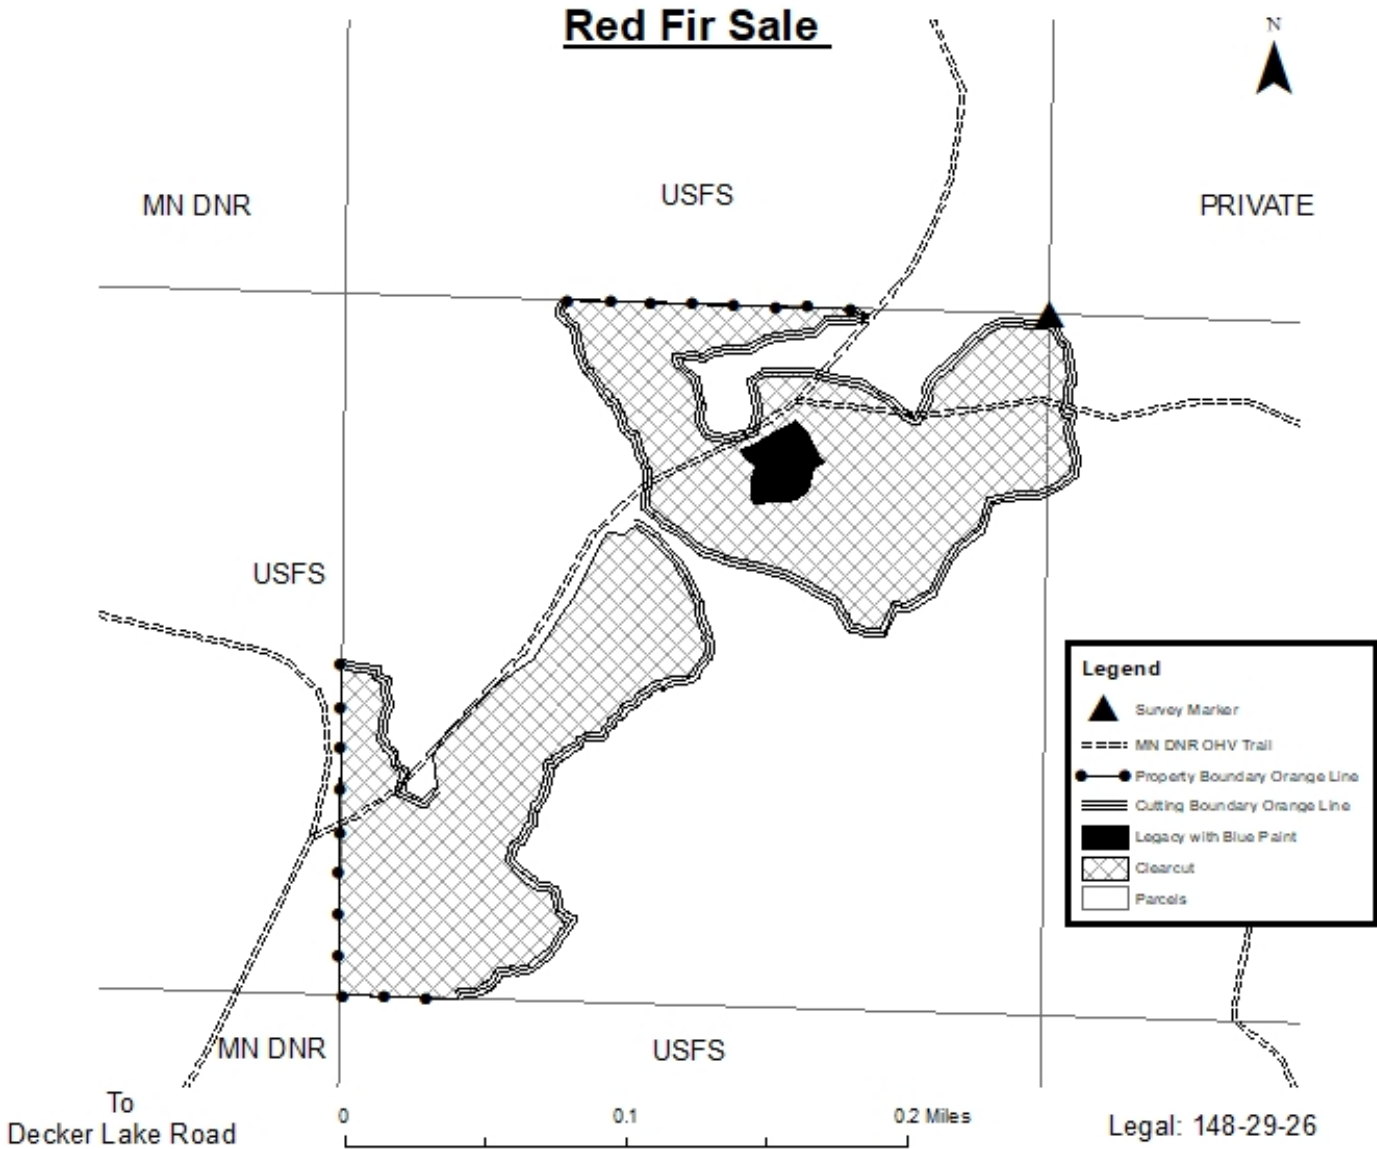 Red Fir Sale
N
MN DNR
USFS
PRIVATE
USFS
Legend
Survey Marker
MN DNR OHV Trail
Property Boundary Orange Line
Cutting Boundary Orange Line
Legacy with Blue Paint
Clearcut
Parcels
MN DNR
USFS
To
Decker Lake Road
0
0.1
0.2 Miles
Legal: 148-29-26